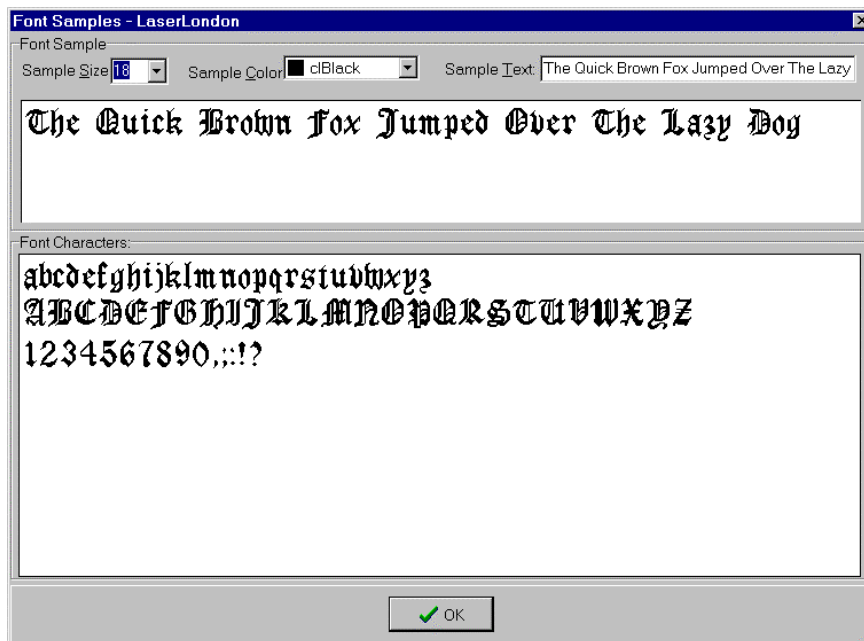 Font Samples - LaserLondon
Font Sample
Sample Size 18 Sample Color clBlack Sample Text: The Quick Brown Fox Jumped Over The Lazy
The Quick Brown Fox Jumped Over The Lazy Dog
Font Characters:
abcdefghijklmnopqrstuvwxyz
ABCDEFGHIJKLMNOPQRSTUVWXYZ
1234567890,;:!?
OK